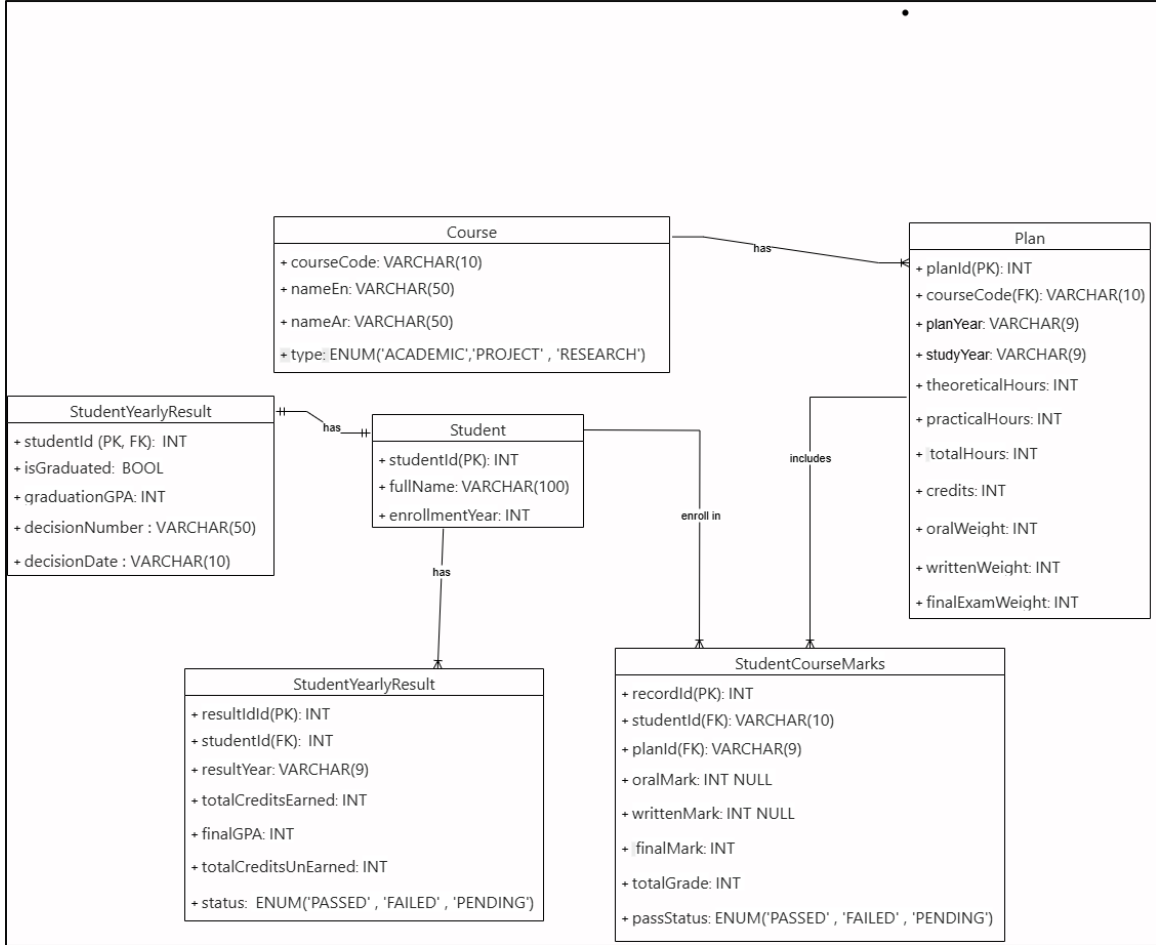 Course
+ courseCode: VARCHAR(10)
+ nameEn: VARCHAR(50)
+ nameAr: VARCHAR(50)
+ type: ENUM('ACADEMIC','PROJECT' , 'RESEARCH')
has
Plan
+ planId(PK): INT
+ courseCode(FK): VARCHAR(10)
+ planYear: VARCHAR(9)
+ studyYear: VARCHAR(9)
+ theoreticalHours: INT
+ practicalHours: INT
+ totalHours: INT
+ credits: INT
+ oralWeight: INT
+ writtenWeight: INT
+ finalExamWeight: INT
StudentYearlyResult
+ studentId (PK, FK): INT
+ isGraduated: BOOL
+ graduationGPA: INT
+ decisionNumber : VARCHAR(50)
+ decisionDate : VARCHAR(10)
has
Student
+ studentId(PK): INT
+ fullName: VARCHAR(100)
+ enrollmentYear: INT
includes
enroll in
has
StudentYearlyResult
+ resultIdId(PK): INT
+ studentId(FK): INT
+ resultYear: VARCHAR(9)
+ totalCreditsEarned: INT
+ finalGPA: INT
+ totalCreditsUnEarned: INT
+ status: ENUM('PASSED' , 'FAILED' , 'PENDING')
StudentCourseMarks
+ recordId(PK): INT
+ studentId(FK): VARCHAR(10)
+ planId(FK): VARCHAR(9)
+ oralMark: INT NULL
+ writtenMark: INT NULL
+ finalMark: INT
+ totalGrade: INT
+ passStatus: ENUM('PASSED' , 'FAILED' , 'PENDING')